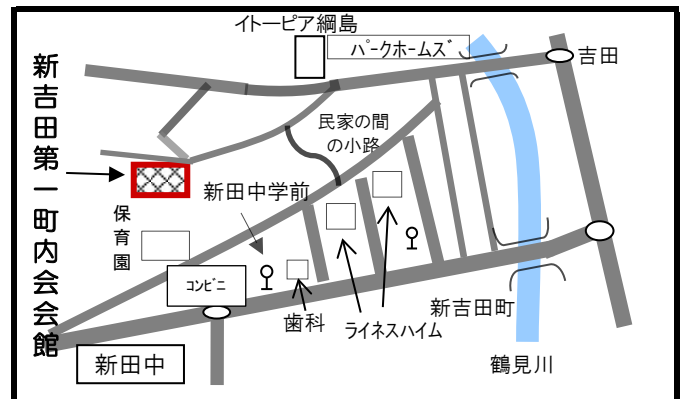 イトーピア綱島
パークホームズ
吉田
新吉田第一町内会会館
民家の間
の小路
新田中学前
保育園
コンビニ
歯科
ライネスハイム
新吉田町
新田中
鶴見川